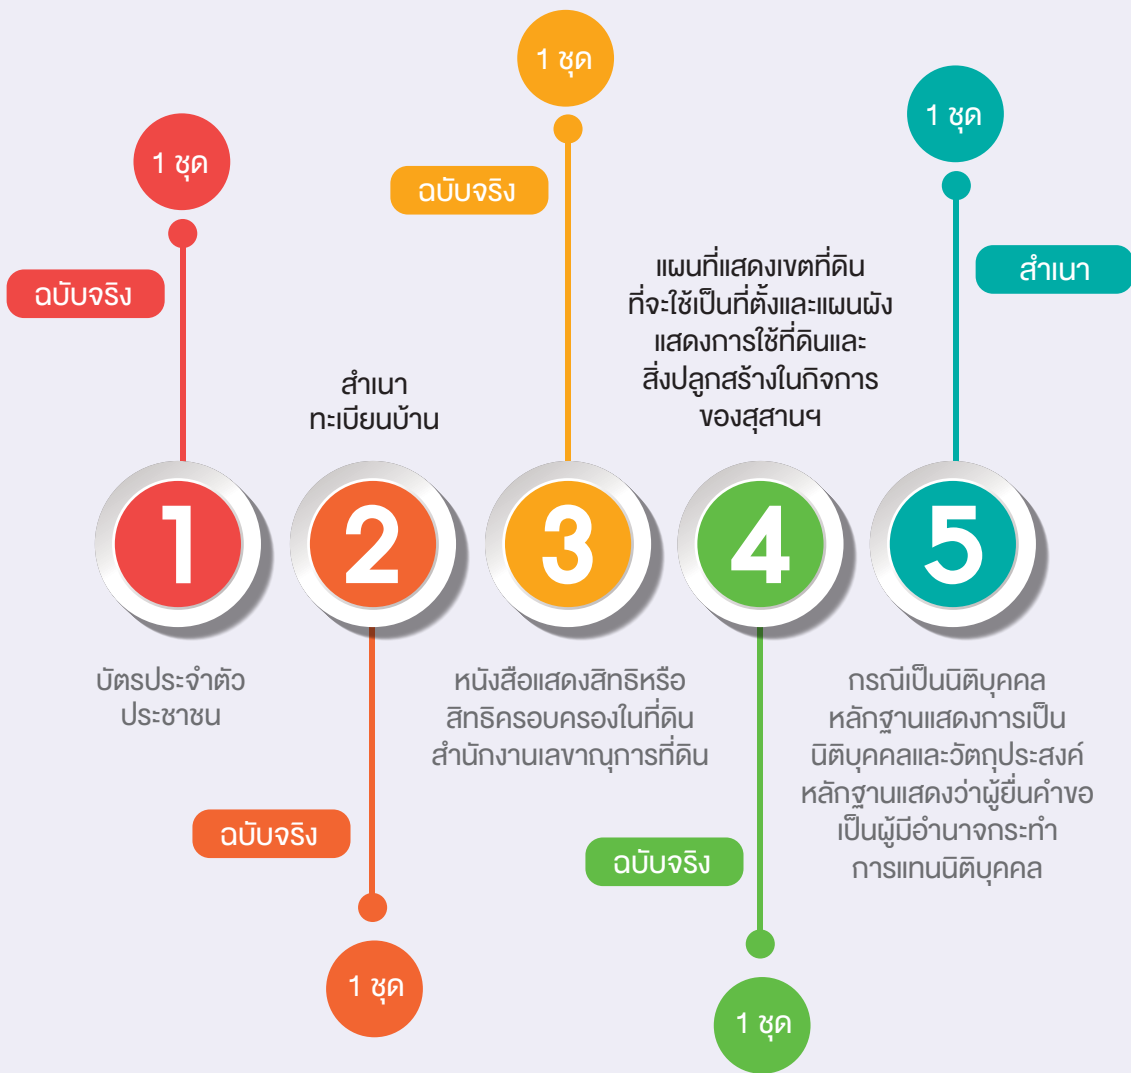 1 ชุด
ฉบับจริง
1
บัตรประจำตัว
ประชาชน
สำเนา
ทะเบียนบ้าน
2
ฉบับจริง
1 ชุด
1 ชุด
ฉบับจริง
3
หนังสือแสดงสิทธิหรือ
สิทธิครอบครองในที่ดิน
สำนักงานเลขาณุการที่ดิน
แผนที่แสดงเขตที่ดิน
ที่จะใช้เป็นที่ตั้งและแผนผัง
แสดงการใช้ที่ดินและ
สิ่งปลูกสร้างในกิจการ
ของสุสานฯ
4
ฉบับจริง
1 ชุด
1 ชุด
สำเนา
5
กรณีเป็นนิติบุคคล
หลักฐานแสดงการเป็น
นิติบุคคลและวัตถุประสงค์
หลักฐานแสดงว่าผู้ยื่นคำขอ
เป็นผู้มีอำนาจกระทำ
การแทนนิติบุคคล